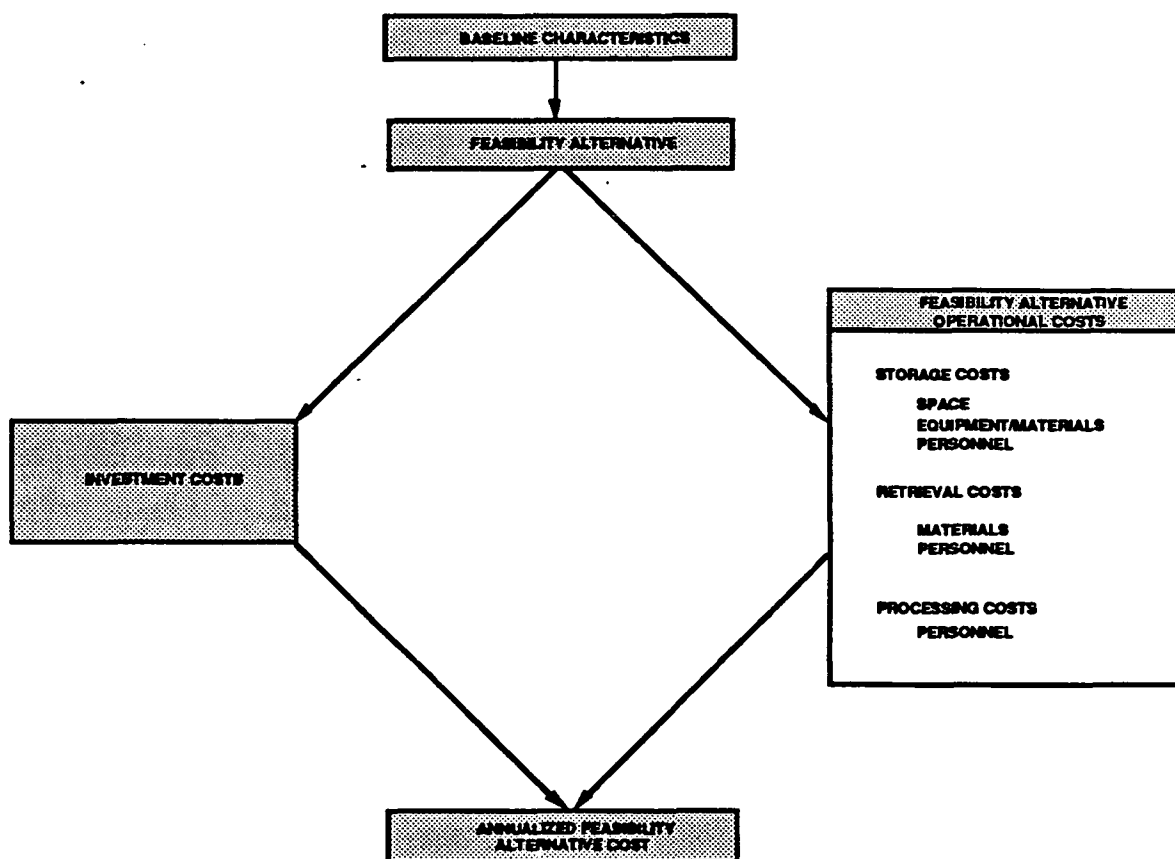 BASELINE CHARACTERISTICS
FEASIBILITY ALTERNATIVE
FEASIBILITY ALTERNATIVE
OPERATIONAL COSTS
STORAGE COSTS
SPACE
EQUIPMENT/MATERIALS
PERSONNEL
RETRIEVAL COSTS
MATERIALS
PERSONNEL
PROCESSING COSTS
PERSONNEL
INVESTMENT COSTS
ANNUALIZED FEASIBILITY
ALTERNATIVE COST